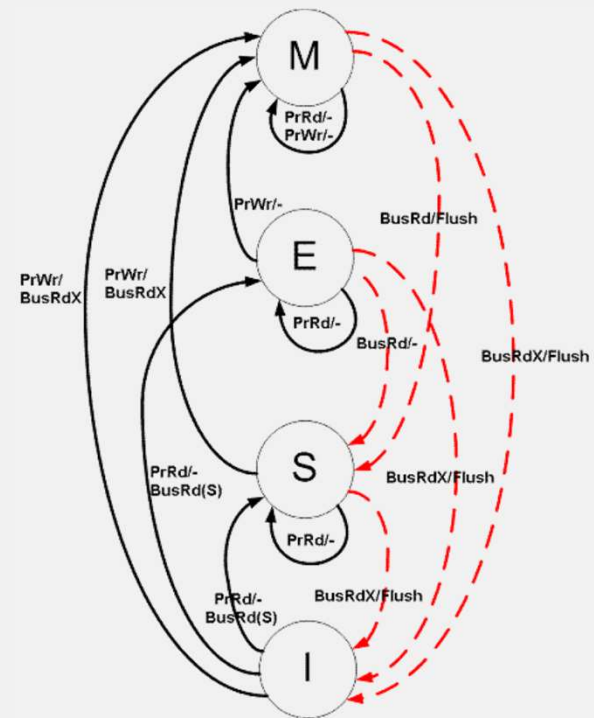 M
PrRd/-
PrWr/-
PrWr/-
BusRd/Flush
E
PrWr/
BusRdX
PrWr/
BusRdX
PrRd/-
BusRd/-
BusRdX/Flush
S
PrRd/-
BusRd(S)
BusRdX/Flush
PrRd/-
PrRd/-
BusRd(S)
BusRdX/Flush
I